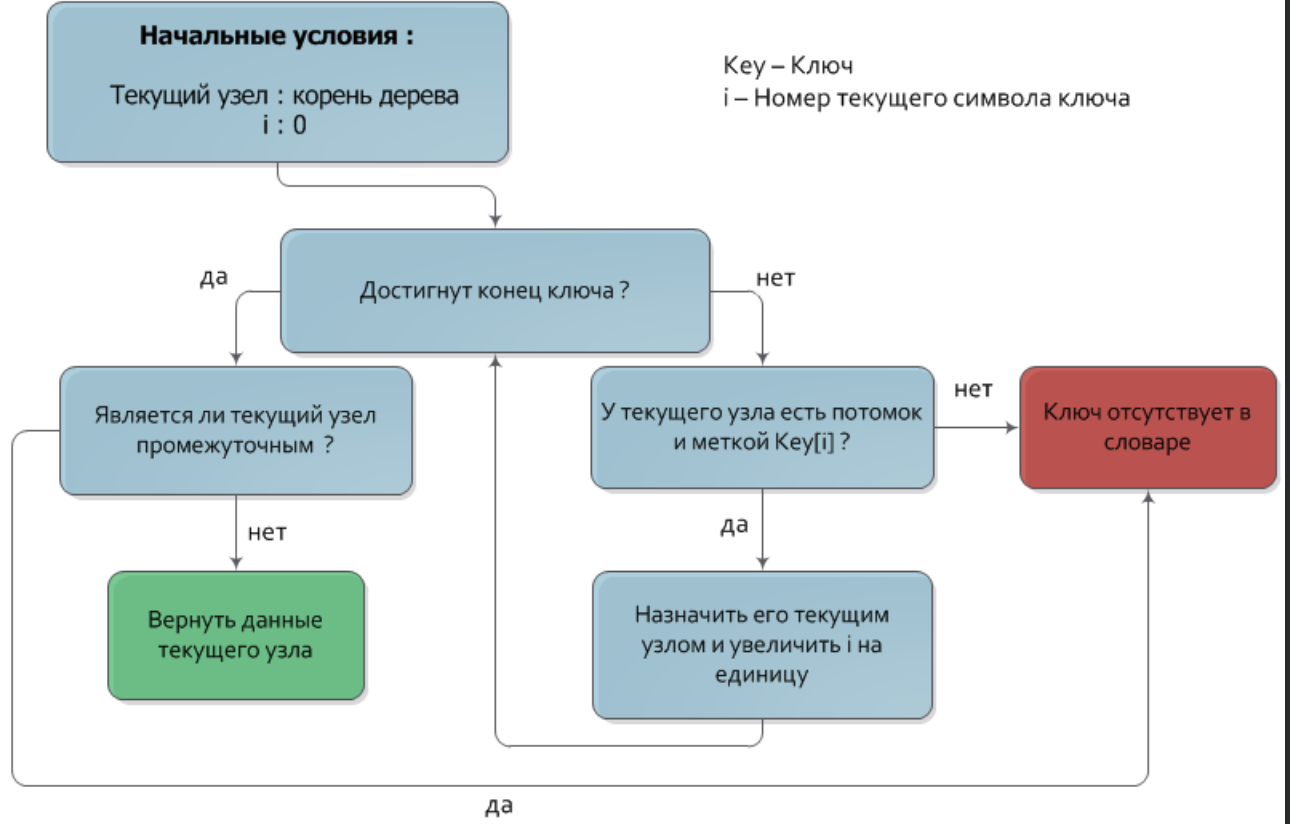 Начальные условия :
Текущий узел : корень дерева
i : 0
Key – Ключ
i – Номер текущего символа ключа
Достигнут конец ключа ?
да
нет
Является ли текущий узел
промежуточным ?
У текущего узла есть потомок
и меткой Key[i] ?
нет
Ключ отсутствует в
словаре
нет
да
Вернуть данные
текущего узла
Назначить его текущим
узлом и увеличить i на
единицу
да